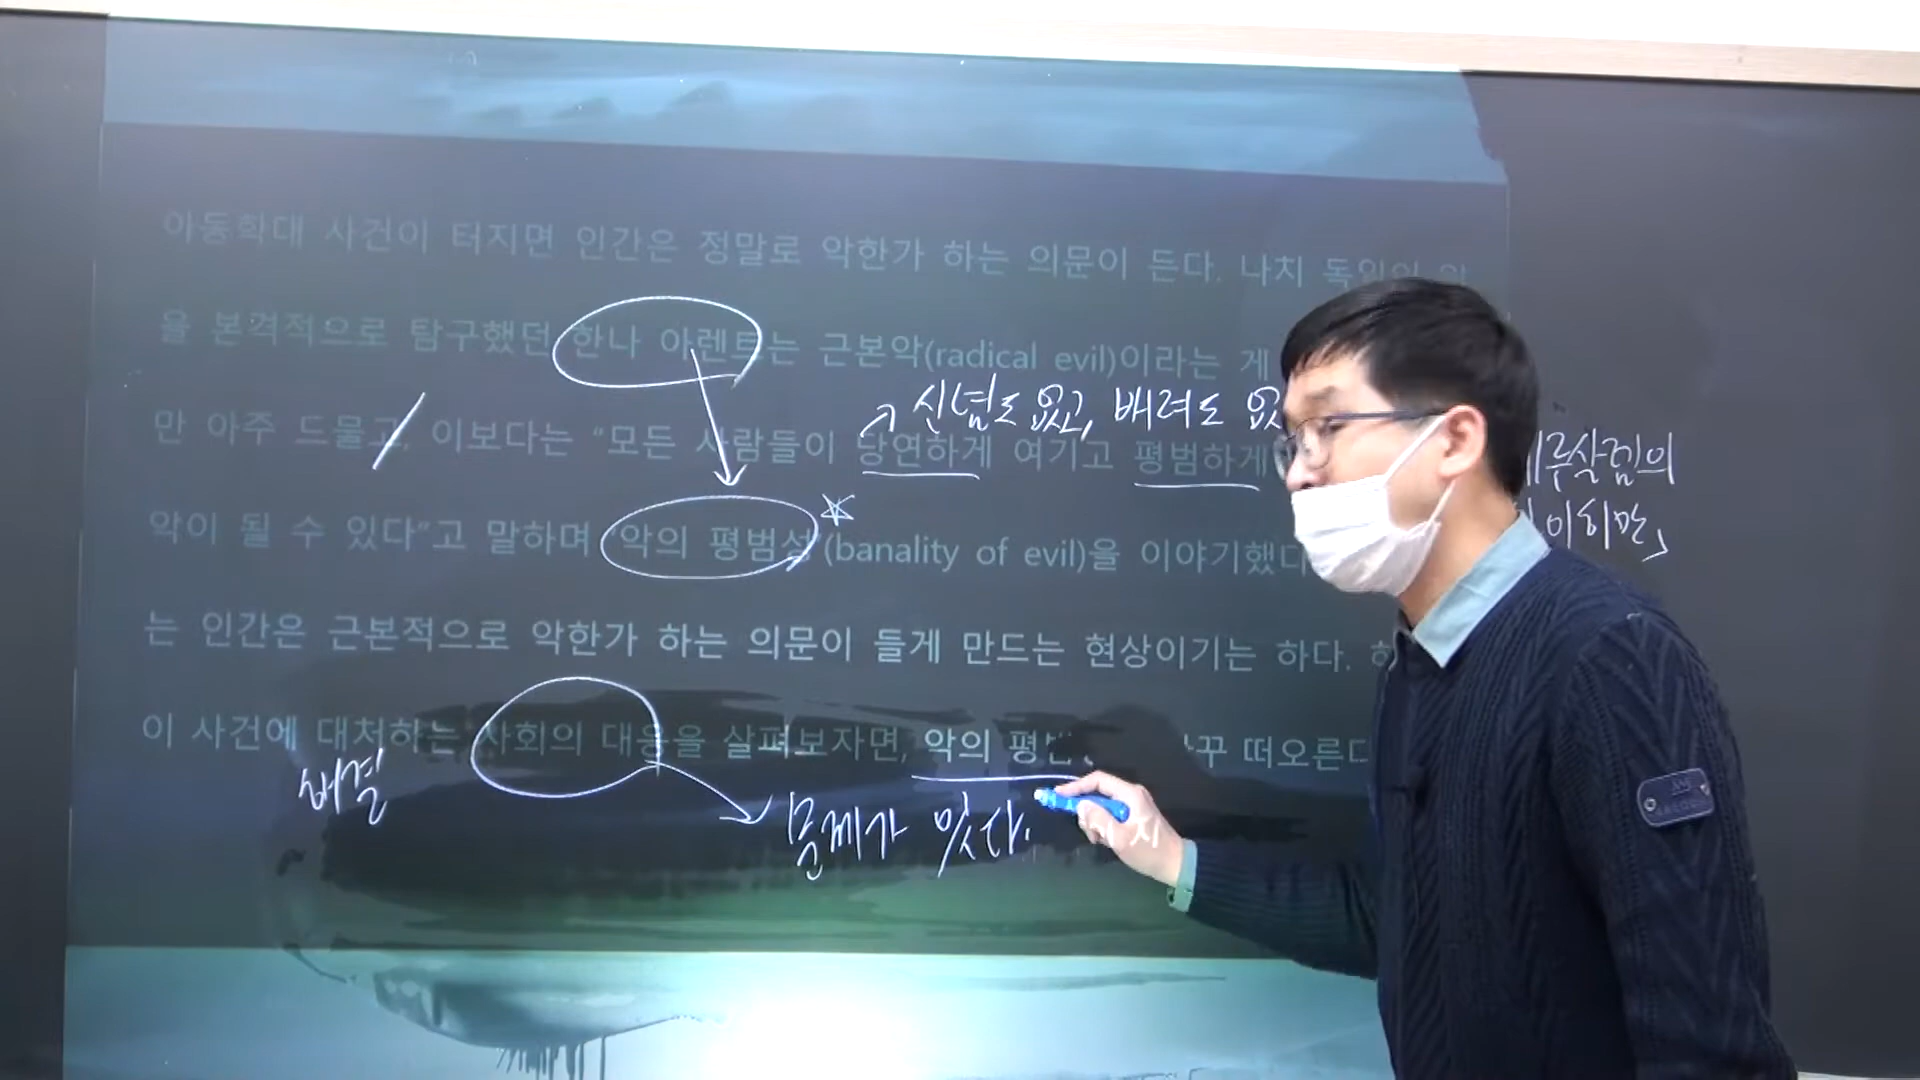 아동학대 사건이 터지면 인간은 정말로 악한가 하는 의문이 든다. 나치 독일의
을 본격적으로 탐구했던 한나 아렌트는 근본악(radical evil)이라는 게
신념도 없고, 배려도 없
만 아주 드물고, 이보다는 “모든 사람들이 당연하게 여기고 평범하게
루살렘의
악이 될 수 있다”고 말하며 악의 평범성(banality of evil)을 이야기했다
이히만」
는 인간은 근본적으로 악한가 하는 의문이 들게 만드는 현상이기는 하다. 하
이 사건에 대처하는 사회의 대응을 살펴보자면, 악의 평범 떠오른다
해결
문제가 있다.